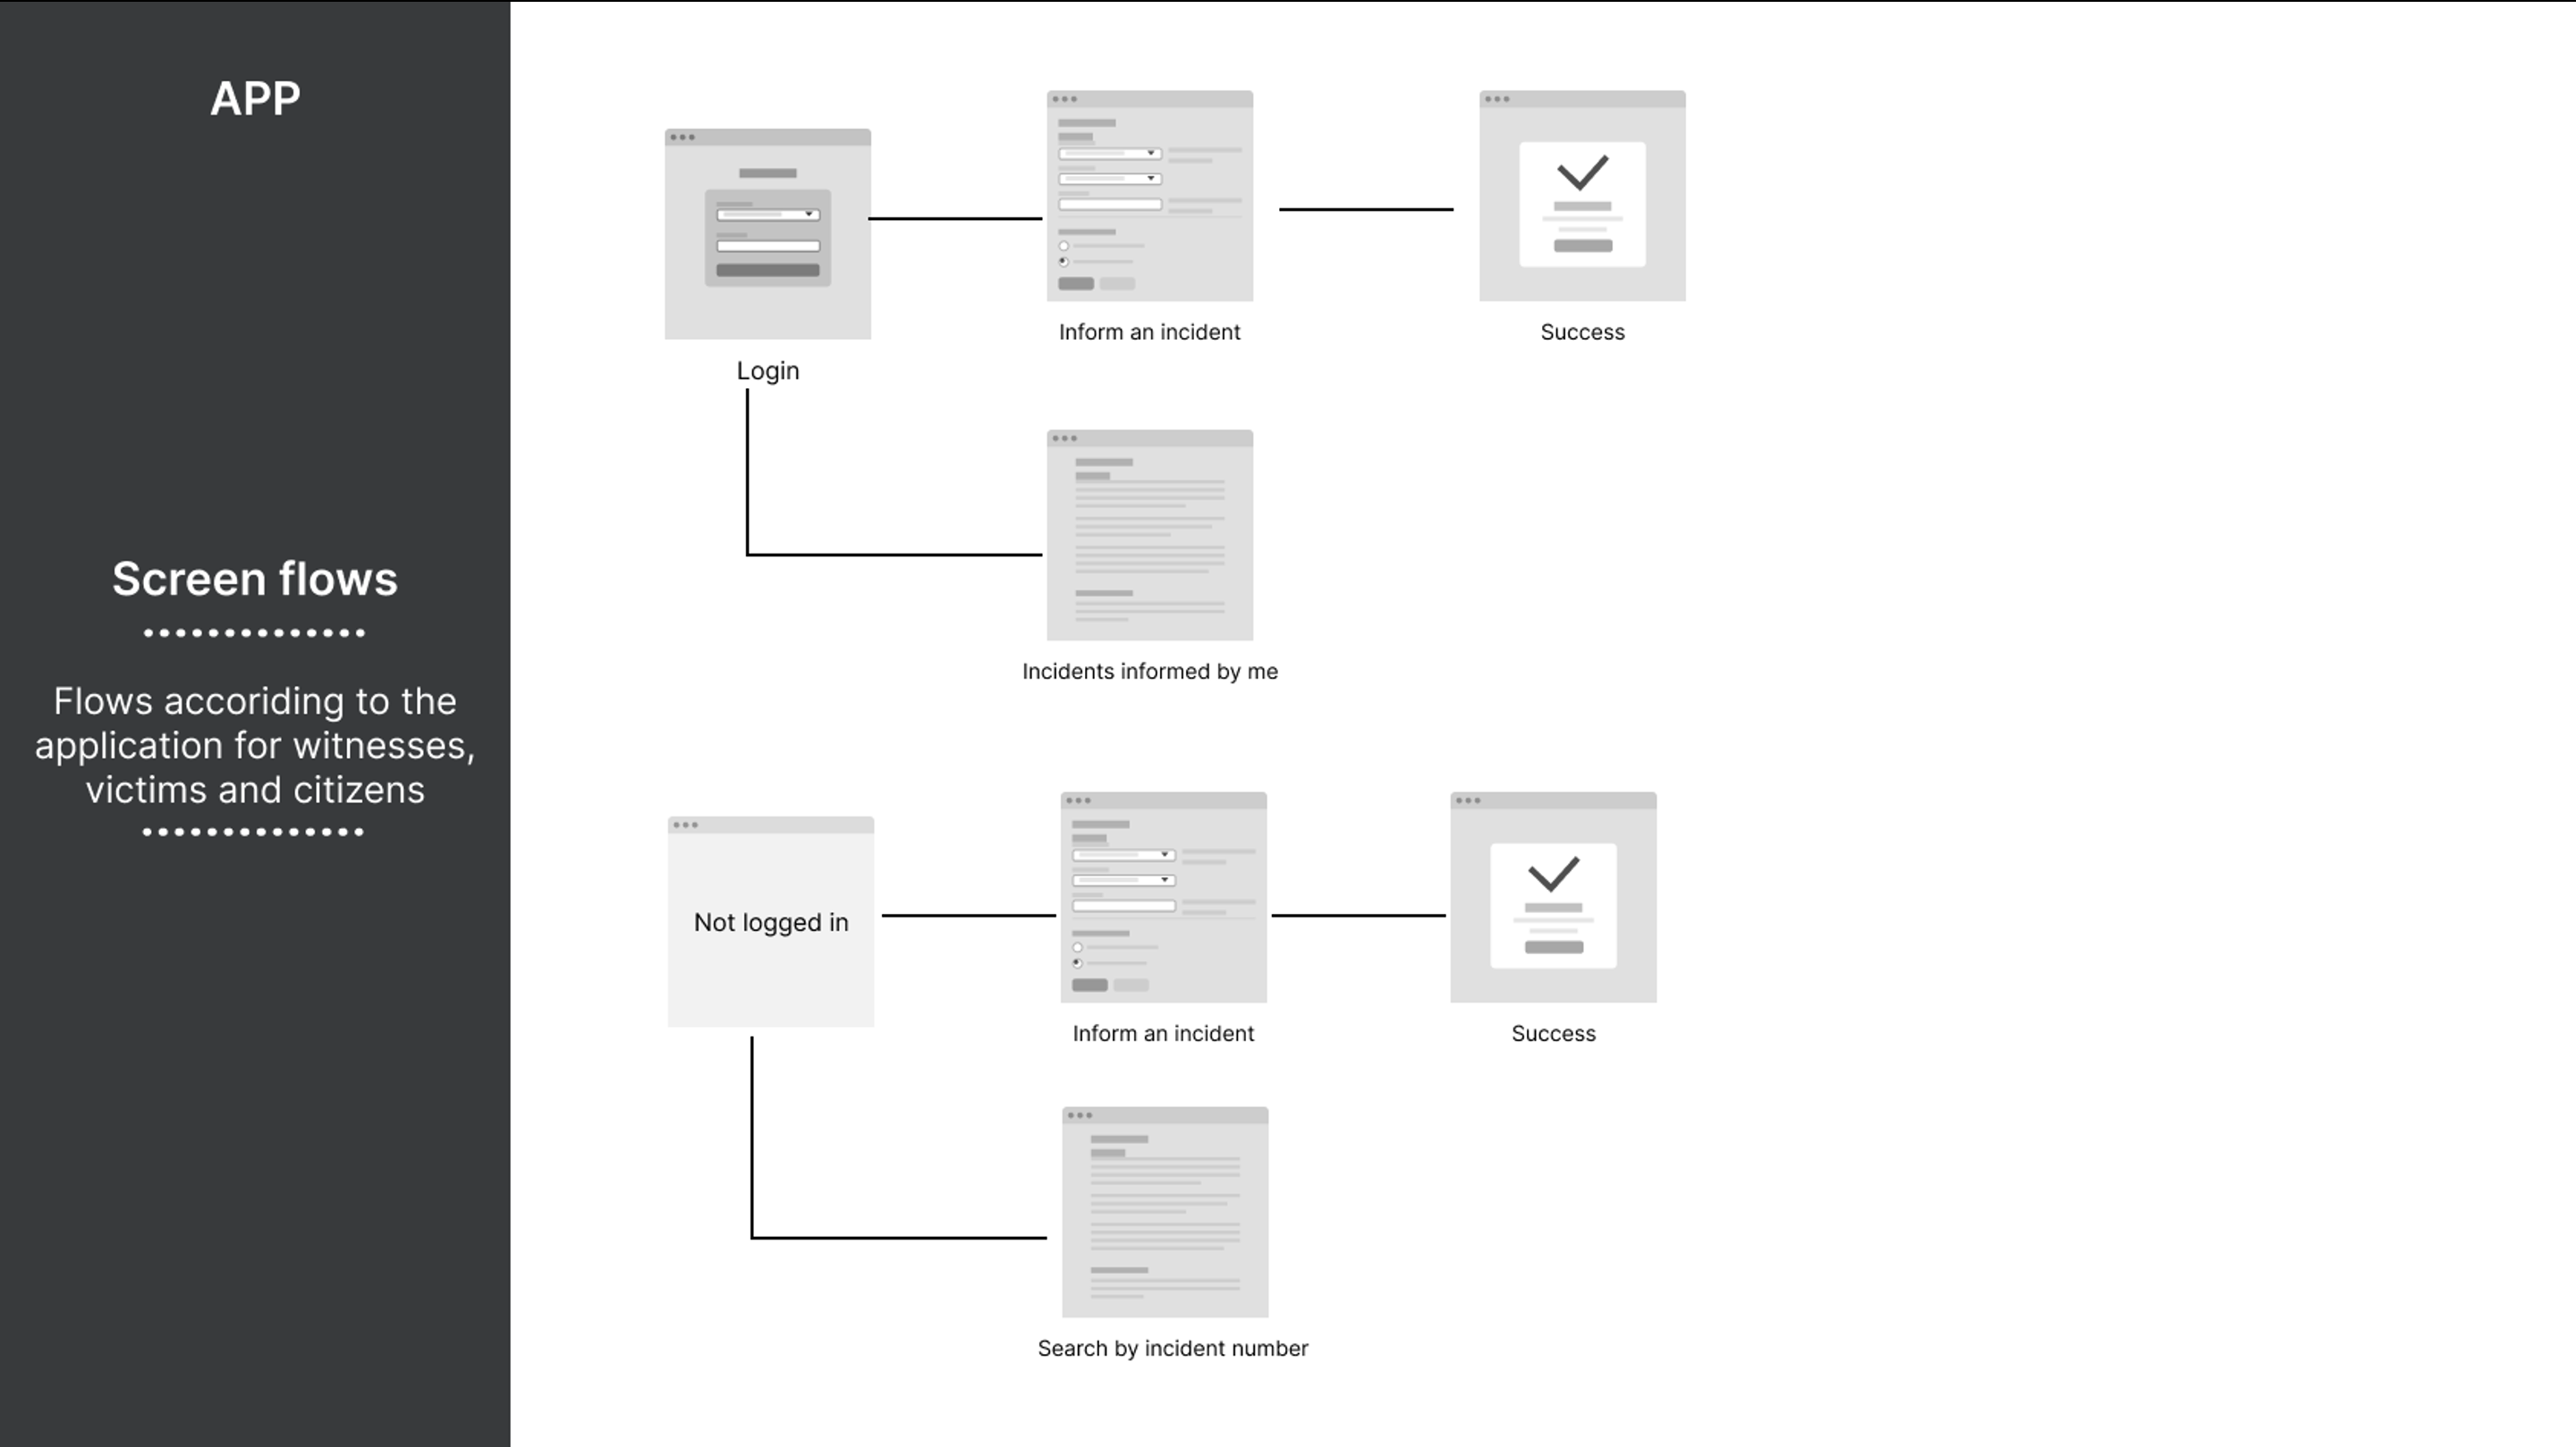 APP
Screen flows
Flows accoriding to the
application for witnesses,
victims and citizens
Login
Inform an incident
Success
Incidents informed by me
Not logged in
Inform an incident
Success
Search by incident number